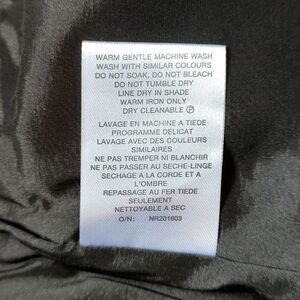 WARM GENTLE MACHINE WASH
WASH WITH SIMILAR COLOURS
DO NOT SOAK, DO NOT BLEACH
DO NOT TUMBLE DRY
LINE DRY IN SHADE
WARM IRON ONLY
DRY CLEANABLE Ⓟ
LAVAGE EN MACHINE A TIEDE
PROGRAMME DELICAT
LAVAGE AVEC DES COULEURS
SIMILAIRES
NE PAS TREMPER NI BLANCHIR
NE PAS PASSER AU SECHE-LINGE
SECHAGE A LA CORDE ET A
L'OMBRE
REPASSAGE AU FER TIEDE
SEULEMENT
NETTOYABLE A SEC
O/N: NR201603